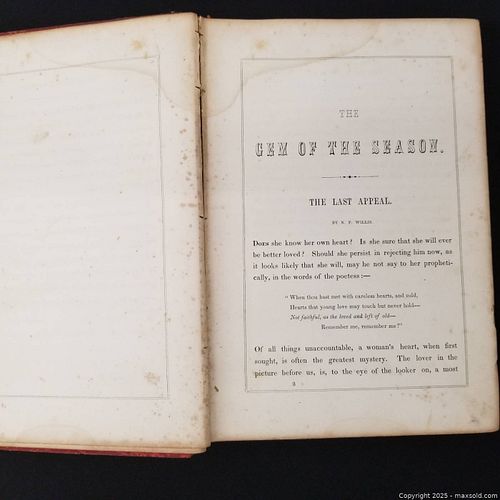 THE
GEM OF THE SEASON.
THE LAST APPEAL.
BY N. P. WILLIS.
Does she know her own heart? Is she sure that she will ever
be better loved? Should she persist in rejecting him now, as
it looks likely that she will, may he not say to her propheti-
cally, in the words of the poetess:—
"When thou hast met with careless hearts, and cold,
Hearts that young love may touch but never hold—
Not faithful, as the loved and left of old—
Remember me, remember me?"
Of all things unaccountable, a woman's heart, when first
sought, is often the greatest mystery. The lover in the
picture before us, is, to the eye of the looker on, a most
2
Copyright 2025 - maxsold.com